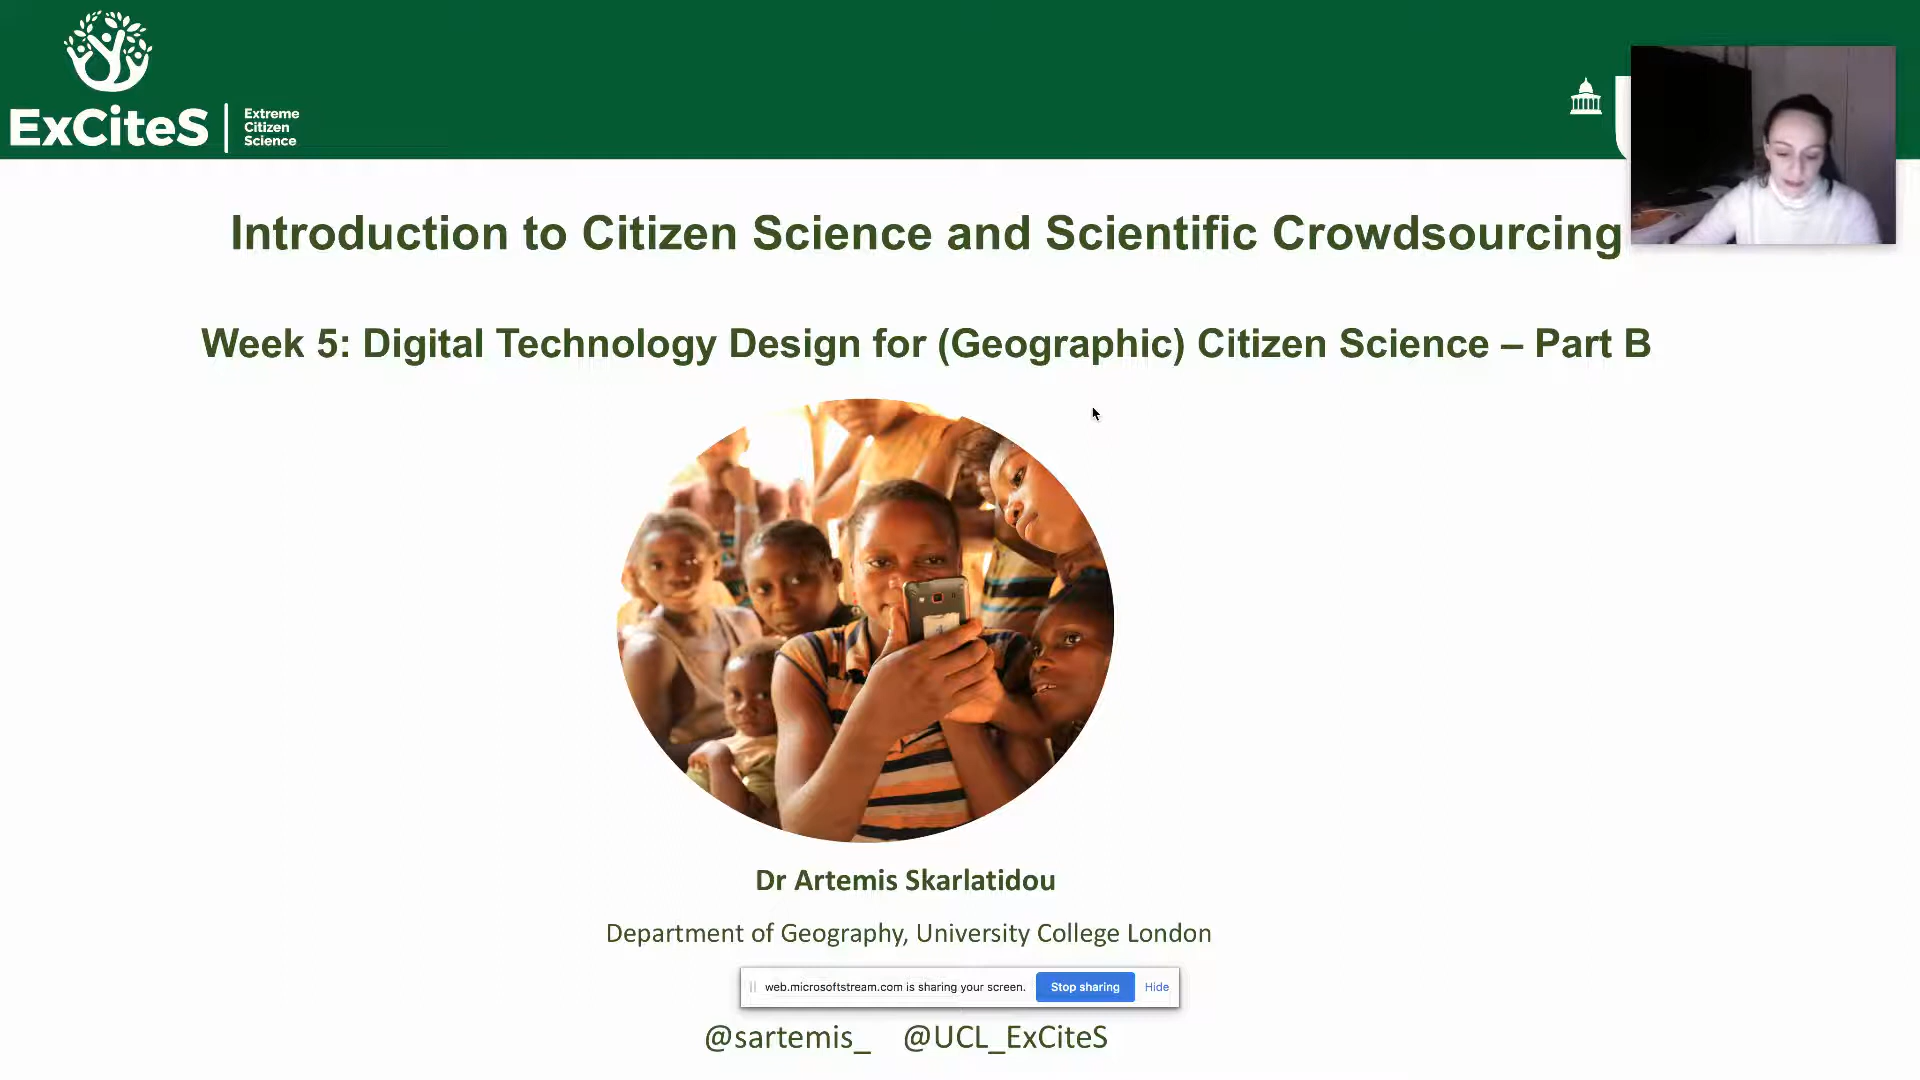 ExCiteS
Extreme
Citizen
Science
Introduction to Citizen Science and Scientific Crowdsourcing
Week 5: Digital Technology Design for (Geographic) Citizen Science – Part B
Dr Artemis Skarlatidou
Department of Geography, University College London
web.microsoftstream.com is sharing your screen.
Stop sharing
Hide
@sartemis_ @UCL_ExCiteS